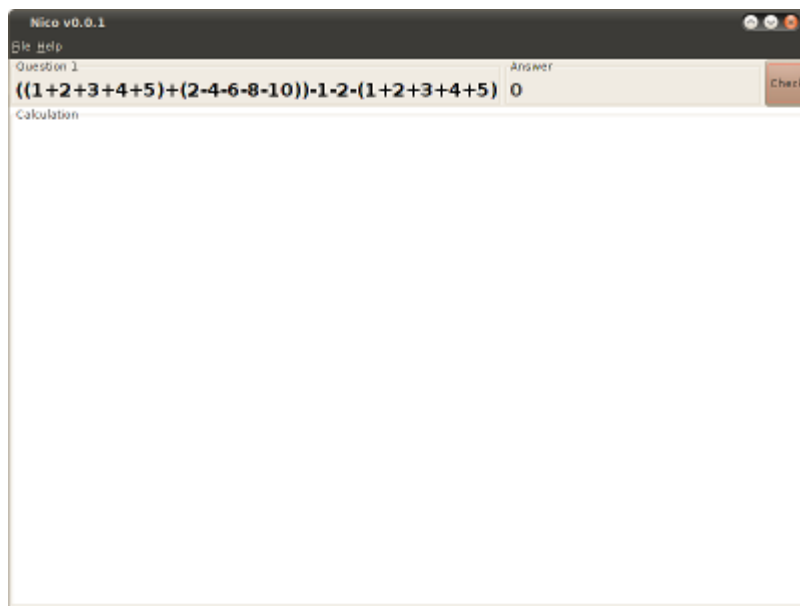 Nico v0.0.1
File Help
Question 1 Answer
((1+2+3+4+5)+(2-4-6-8-10))-1-2-(1+2+3+4+5) 0
Calculation